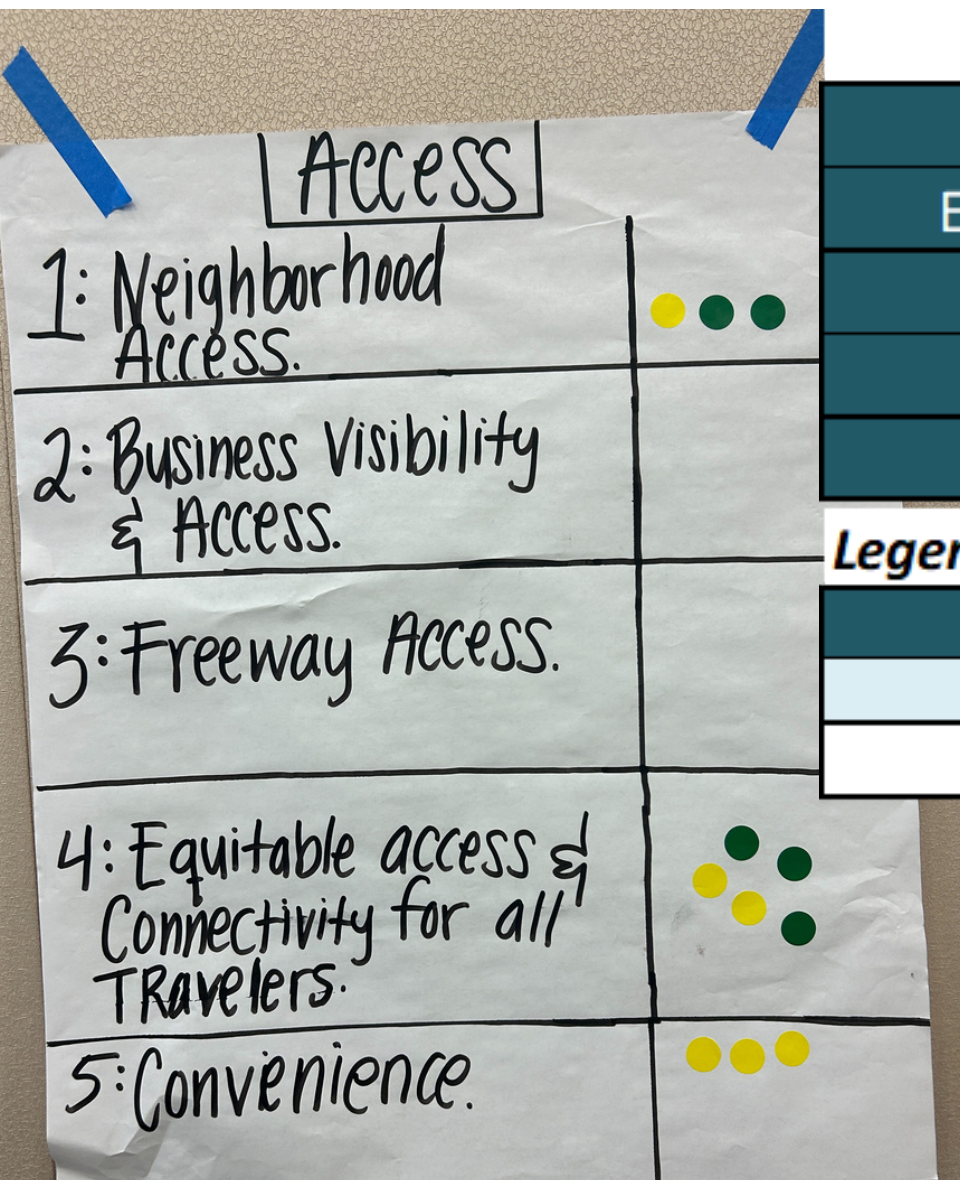 Access
1: Neighborhood
Access.
2: Business Visibility
& Access.
3: Freeway Access.
4: Equitable access &
Connectivity for all
TRavelers.
5: Convenience.